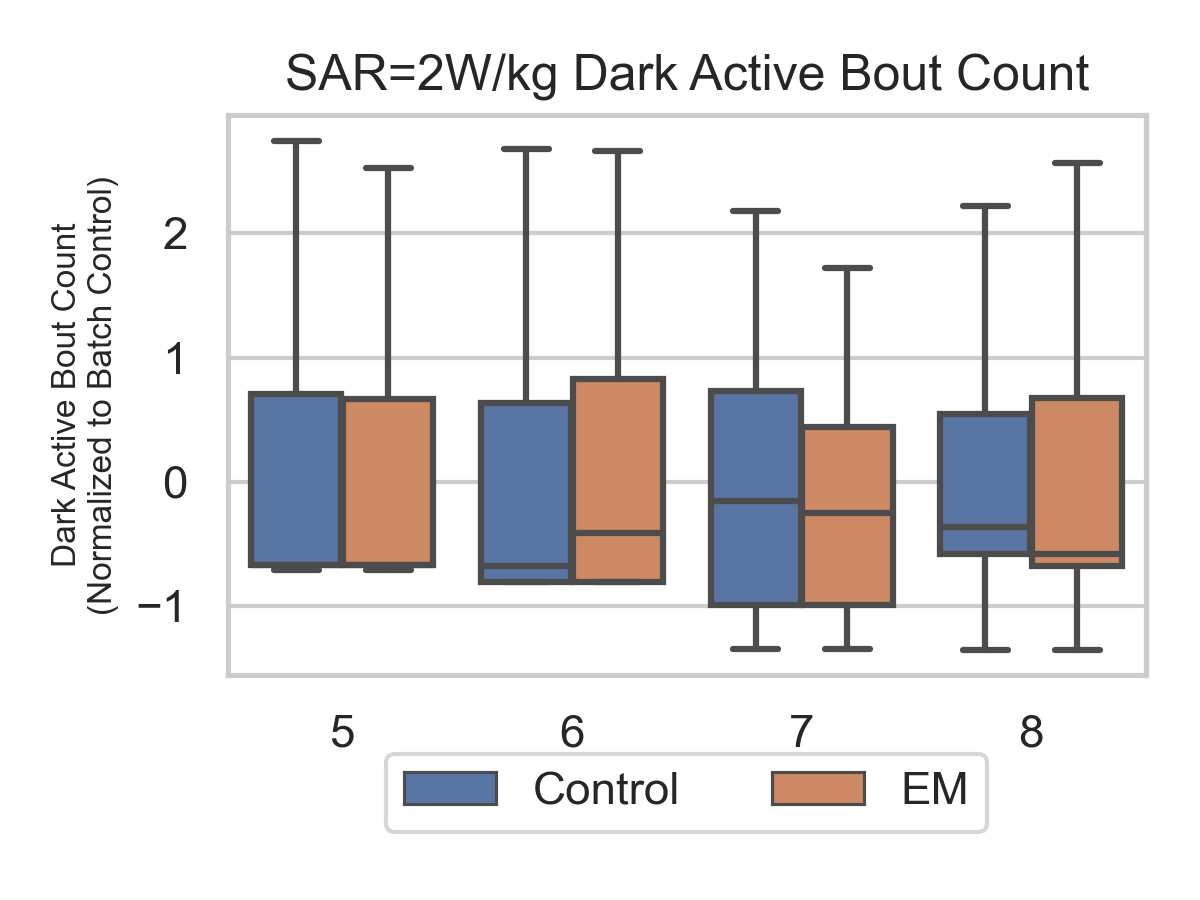 SAR=2W/kg Dark Active Bout Count
Dark Active Bout Count
(Normalized to Batch Control)
2
1
0
−1
5 6 7 8
Control EM